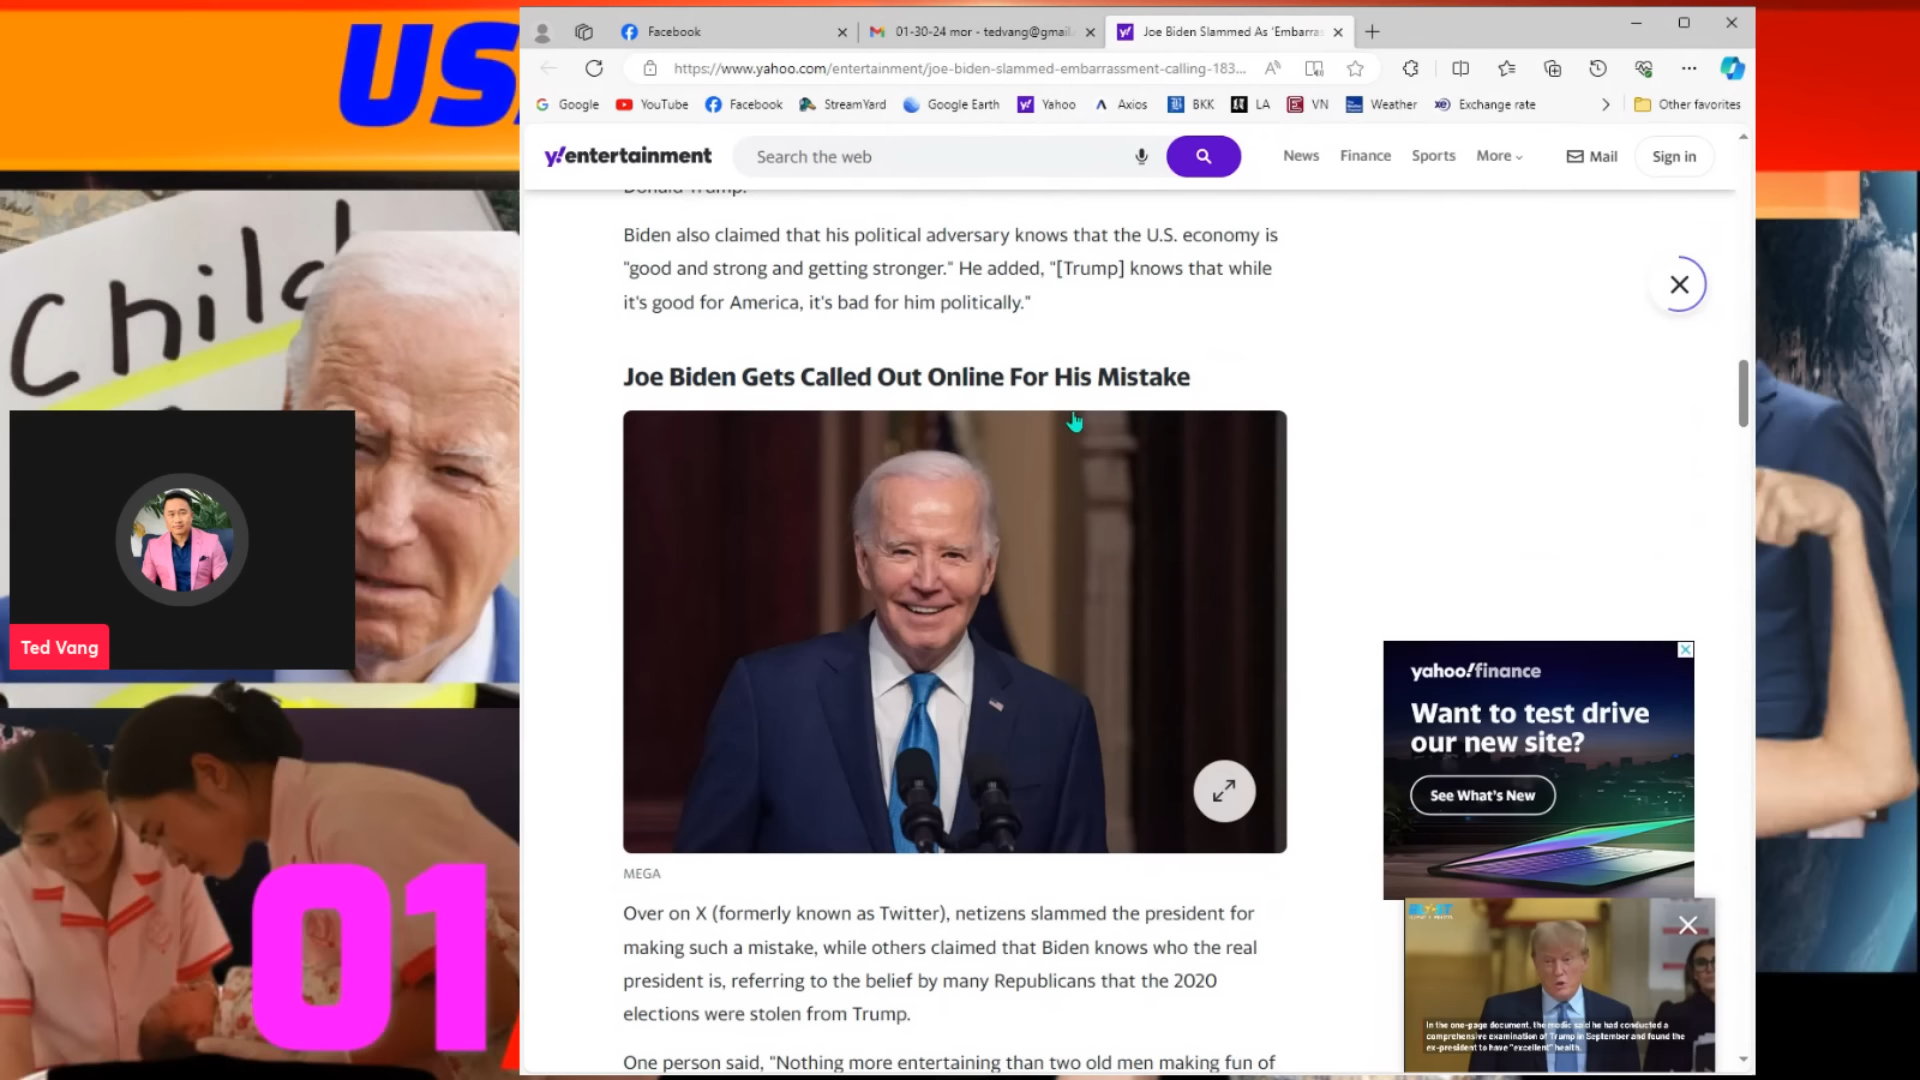 US
Child
Ted Vang
01
Facebook
01-30-24 mor - tedvang@gmail.
Joe Biden Slammed As 'Embarra
https://www.yahoo.com/entertainment/joe-biden-slammed-embarrassment-calling-183...
Google
YouTube
Facebook
StreamYard
Google Earth
Yahoo
Axios
BKK
LA
VN
Weather
Exchange rate
Other favorites
y!entertainment
Search the web
News
Finance
Sports
More
Mail
Sign in
Donald Trump.
Biden also claimed that his political adversary knows that the U.S. economy is
"good and strong and getting stronger." He added, "[Trump] knows that while
it's good for America, it's bad for him politically."
Joe Biden Gets Called Out Online For His Mistake
MEGA
Over on X (formerly known as Twitter), netizens slammed the president for
making such a mistake, while others claimed that Biden knows who the real
president is, referring to the belief by many Republicans that the 2020
elections were stolen from Trump.
One person said, "Nothing more entertaining than two old men making fun of
yahoo!finance
Want to test drive
our new site?
See What's New
In the one-page document, the medic said he had conducted a
comprehensive examination of Trump in September and found the
ex-president to have "excellent" health.